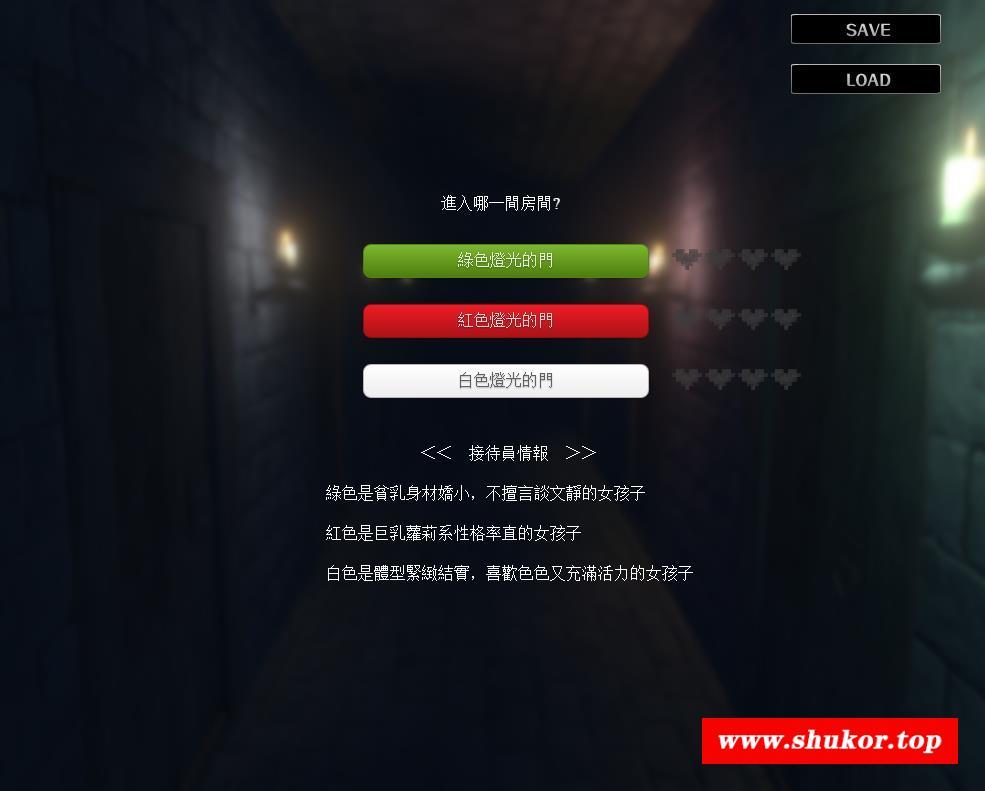 SAVE
LOAD
進入哪一間房間?
綠色燈光的門
紅色燈光的門
白色燈光的門
<< 接待員情報 >>
綠色是貧乳身材嬌小，不擅言談文靜的女孩子
紅色是巨乳蘿莉系性格率直的女孩子
白色是體型緊緻結實，喜歡色色又充滿活力的女孩子
www.shukor.top